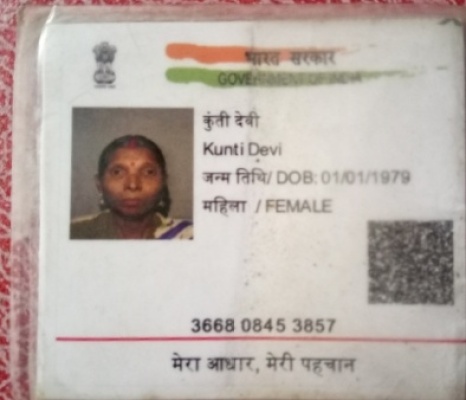 भारत सरकार
GOVERNMENT OF INDIA
कुंती देवी
Kunti Devi
जन्म तिथि/ DOB: 01/01/1979
महिला / FEMALE
3668 0845 3857
मेरा आधार, मेरी पहचान